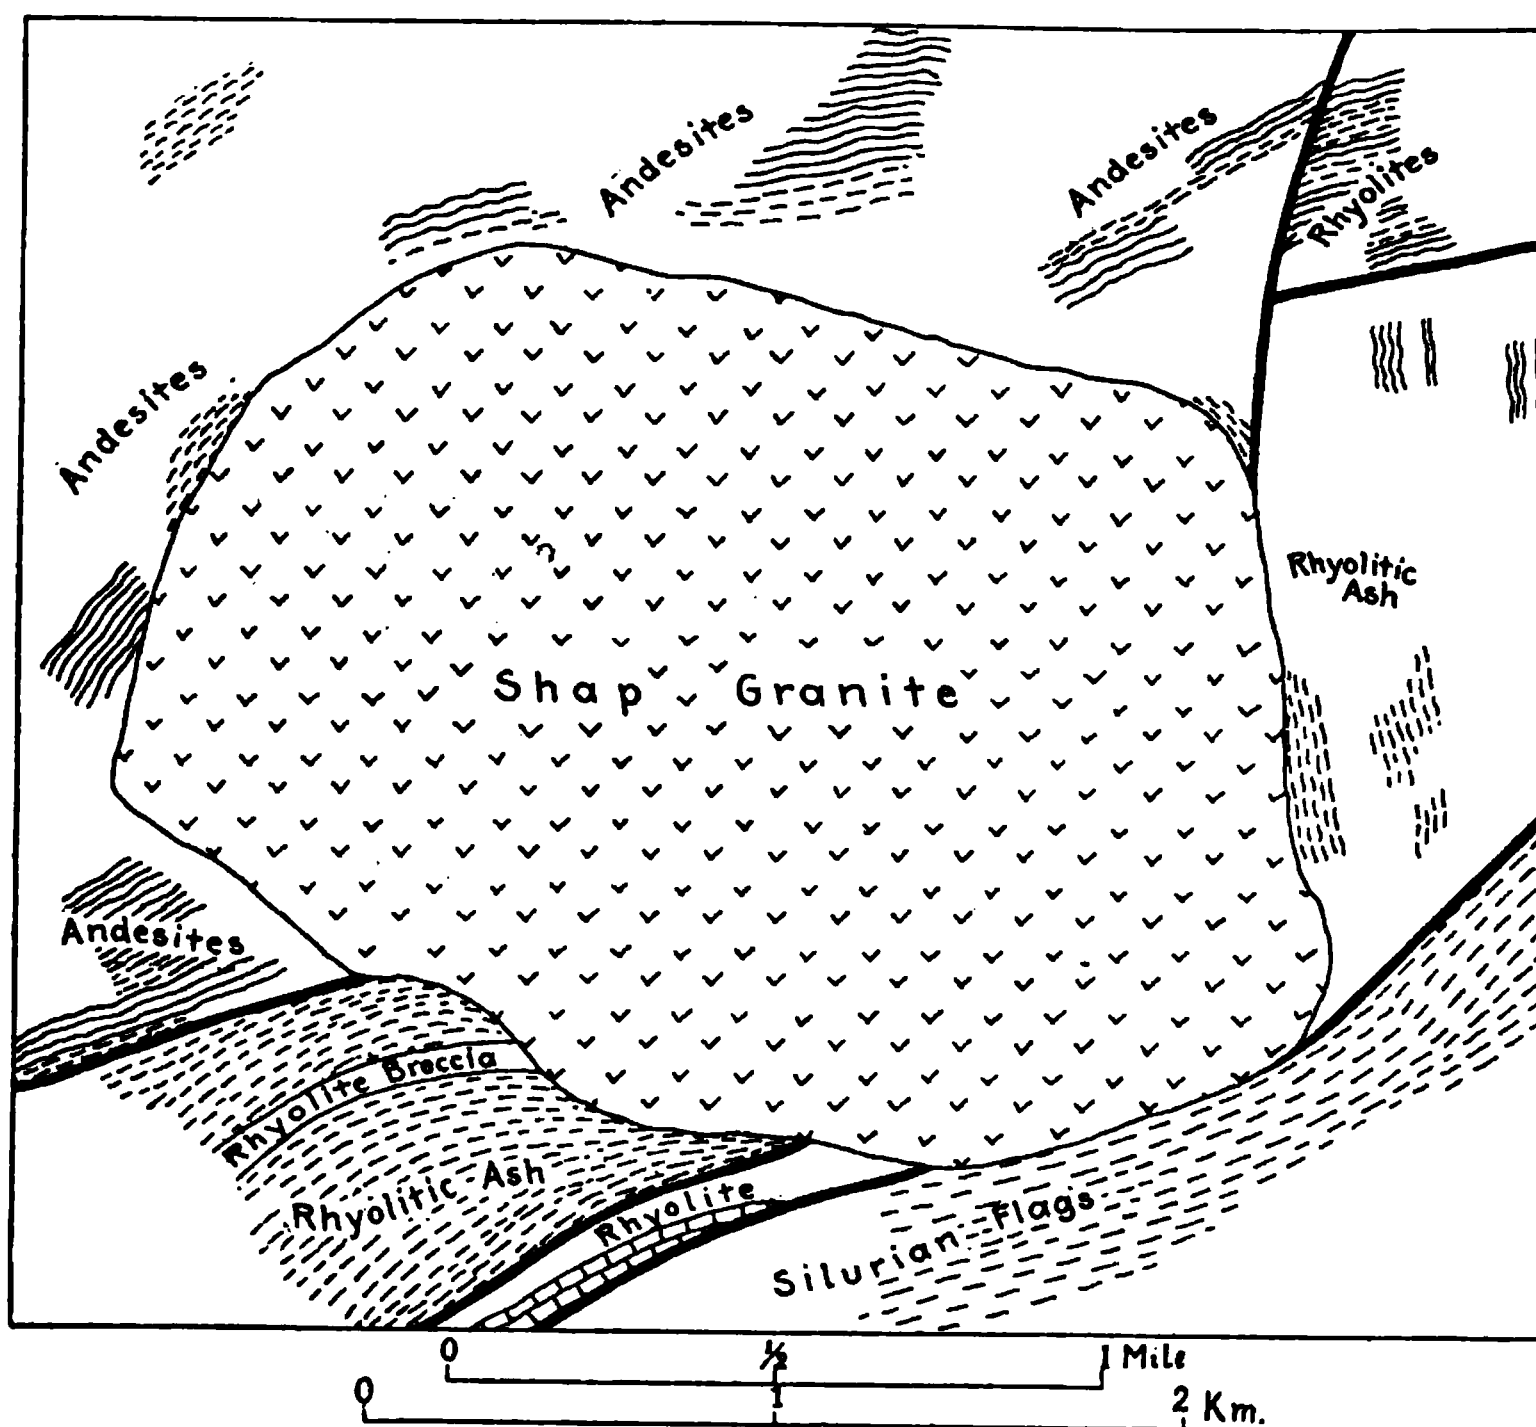 Andesites
Andesites
Rhyolites
Andesites
Rhyolitic
Ash
Shap Granite
Andesites
Rhyolite Breccia
Rhyolitic Ash
Rhyolite
Silurian Flags
0 ½ 1 Mile
0 1 2 Km.